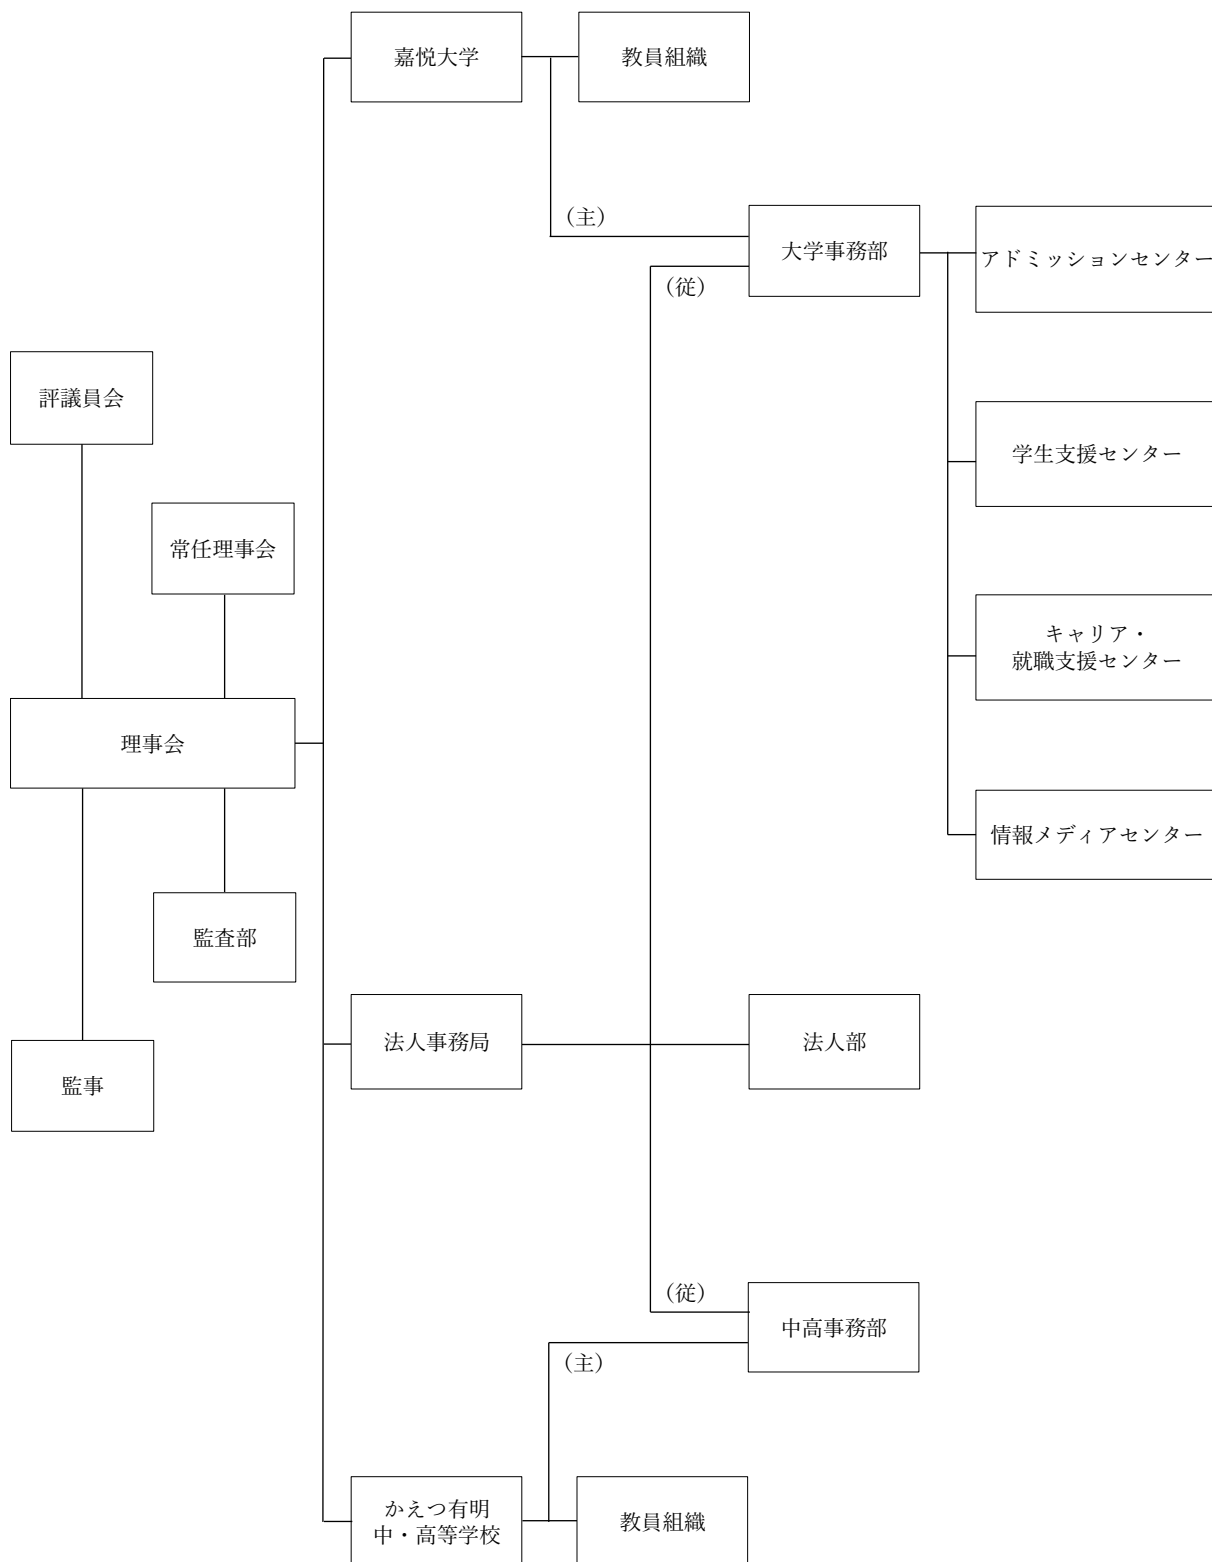 嘉悦大学
教員組織
（主）
大学事務部
アドミッションセンター
（従）
評議員会
学生支援センター
常任理事会
キャリア・
就職支援センター
理事会
情報メディアセンター
監査部
法人事務局
法人部
監事
（従）
中高事務部
（主）
かえつ有明
中・高等学校
教員組織